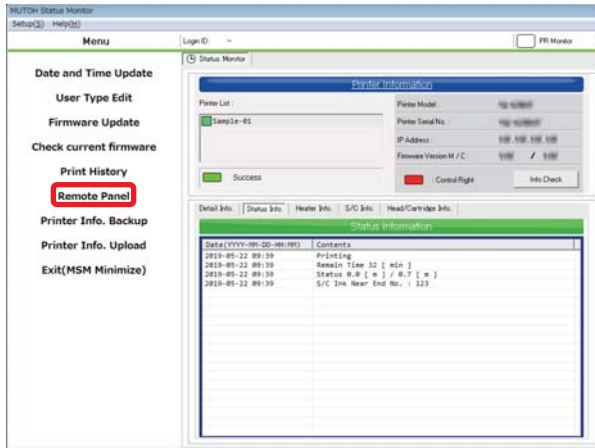 MUTOH Status Monitor
Setup(S) Help(H)
Menu
Login ID: -
PR Monitor
Status Monitor
Date and Time Update
User Type Edit
Firmware Update
Check current firmware
Print History
Remote Panel
Printer Info. Backup
Printer Info. Upload
Exit(MSM Minimize)
Printer Information
Printer List :
Sample-01
Success
Printer Model :
Printer Serial No. :
IP Address :
Firmware Version M / C : /
Control Right
Info Check
Detail Info. Status Info. Heater Info. S/C Info. Head/Cartridge Info.
Status Information
Date(YYYY-MM-DD-HH:MM) Contents
2019-05-22 09:39 Printing
2019-05-22 09:39 Remain Time 32 [ min ]
2019-05-22 09:39 Status 0.0 [ m ] / 0.7 [ m ]
2019-05-22 09:39 S/C Ink Near End No. : 123